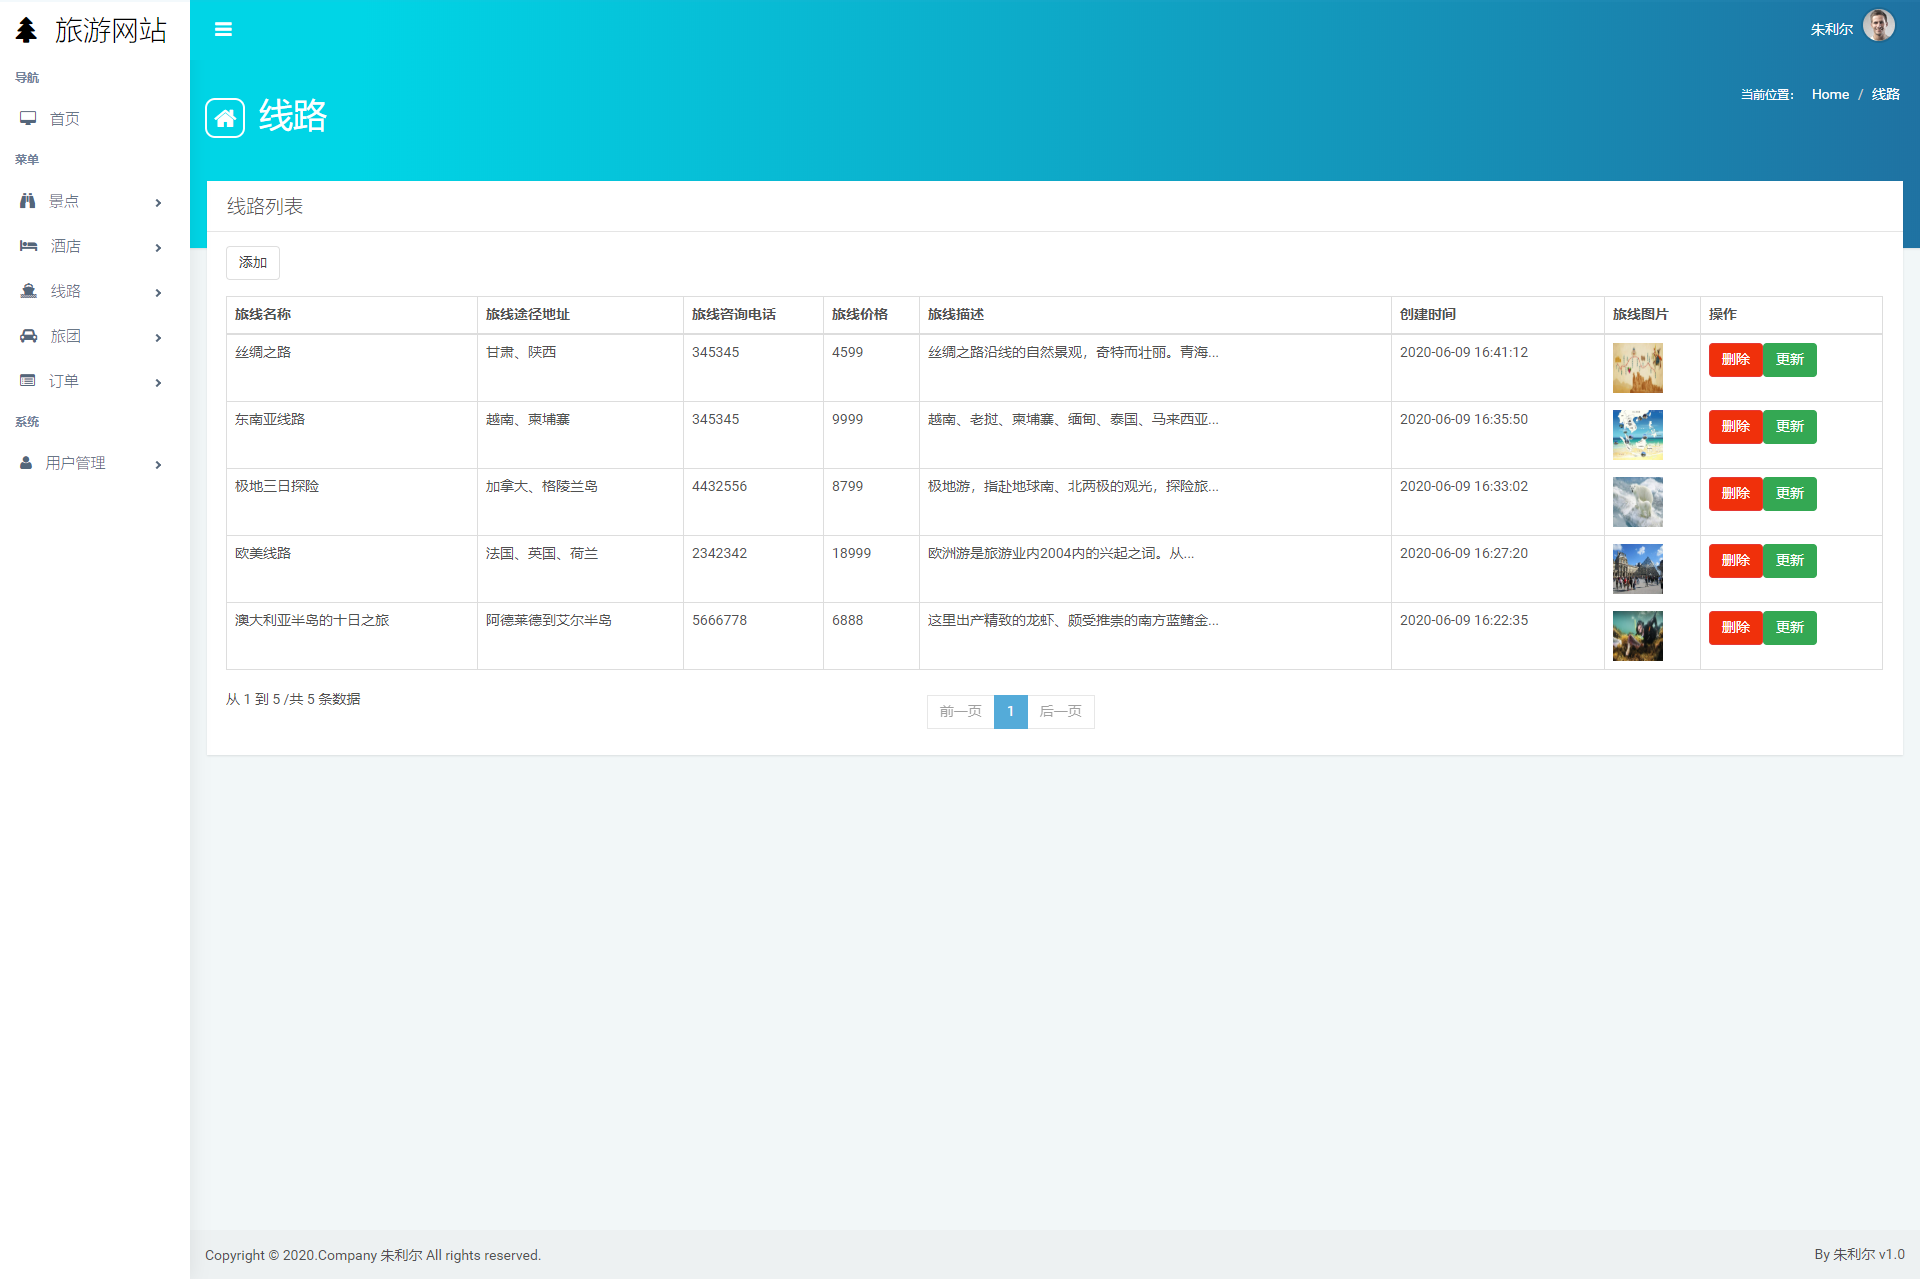 旅游网站
朱利尔
导航
首页
菜单
景点
酒店
线路
旅团
订单
系统
用户管理
线路
当前位置： Home / 线路
线路列表
添加
旅线名称 旅线途径地址 旅线咨询电话 旅线价格 旅线描述 创建时间 旅线图片 操作
丝绸之路 甘肃、陕西 345345 4599 丝绸之路沿线的自然景观，奇特而壮丽。青海... 2020-06-09 16:41:12 删除 更新
东南亚线路 越南、柬埔寨 345345 9999 越南、老挝、柬埔寨、缅甸、泰国、马来西亚... 2020-06-09 16:35:50 删除 更新
极地三日探险 加拿大、格陵兰岛 4432556 8799 极地游，指赴地球南、北两极的观光，探险旅... 2020-06-09 16:33:02 删除 更新
欧美线路 法国、英国、荷兰 2342342 18999 欧洲游是旅游业内2004内的兴起之词。从... 2020-06-09 16:27:20 删除 更新
澳大利亚半岛的十日之旅 阿德莱德到艾尔半岛 5666778 6888 这里出产精致的龙虾、颇受推崇的南方蓝鳍金... 2020-06-09 16:22:35 删除 更新
从 1 到 5 /共 5 条数据
前一页 1 后一页
Copyright © 2020.Company 朱利尔 All rights reserved.
By 朱利尔 v1.0